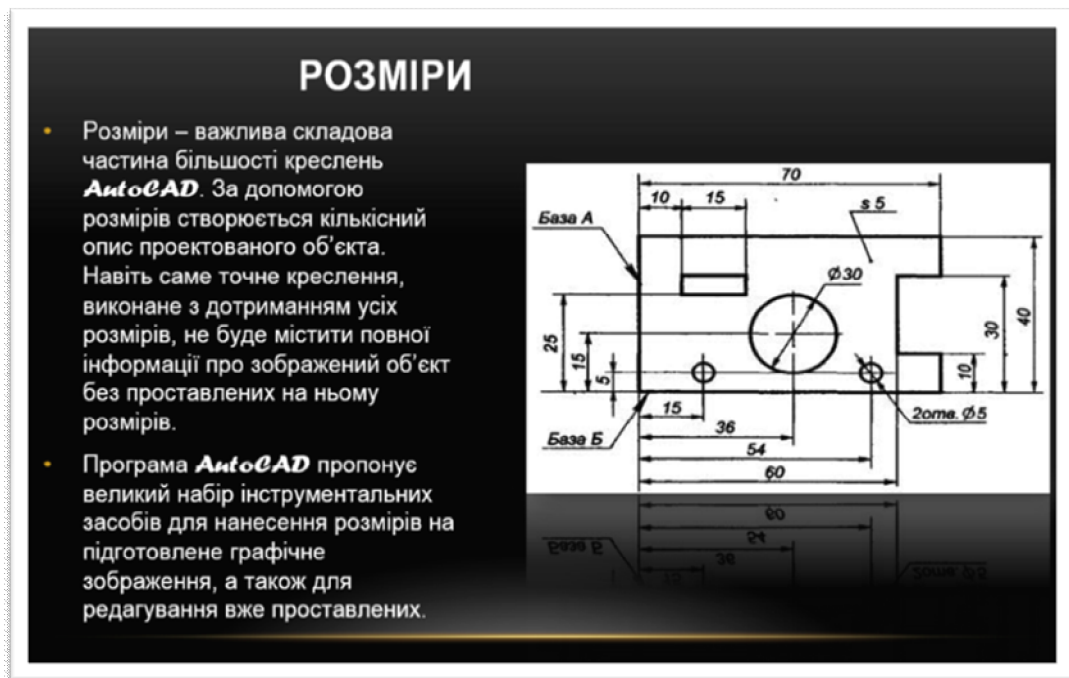 РОЗМІРИ
• Розміри – важлива складова
частина більшості креслень
AutoCAD. За допомогою
розмірів створюється кількісний
опис проектованого об’єкта.
Навіть саме точне креслення,
виконане з дотриманням усіх
розмірів, не буде містити повної
інформації про зображений об’єкт
без проставлених на ньому
розмірів.
• Програма AutoCAD пропонує
великий набір інструментальних
засобів для нанесення розмірів на
підготовлене графічне
зображення, а також для
редагування вже проставлених.
70
10 15
s 5
База А
Ø30
25
15
5
10
30
40
15
2отв. Ø5
36
База Б
54
60